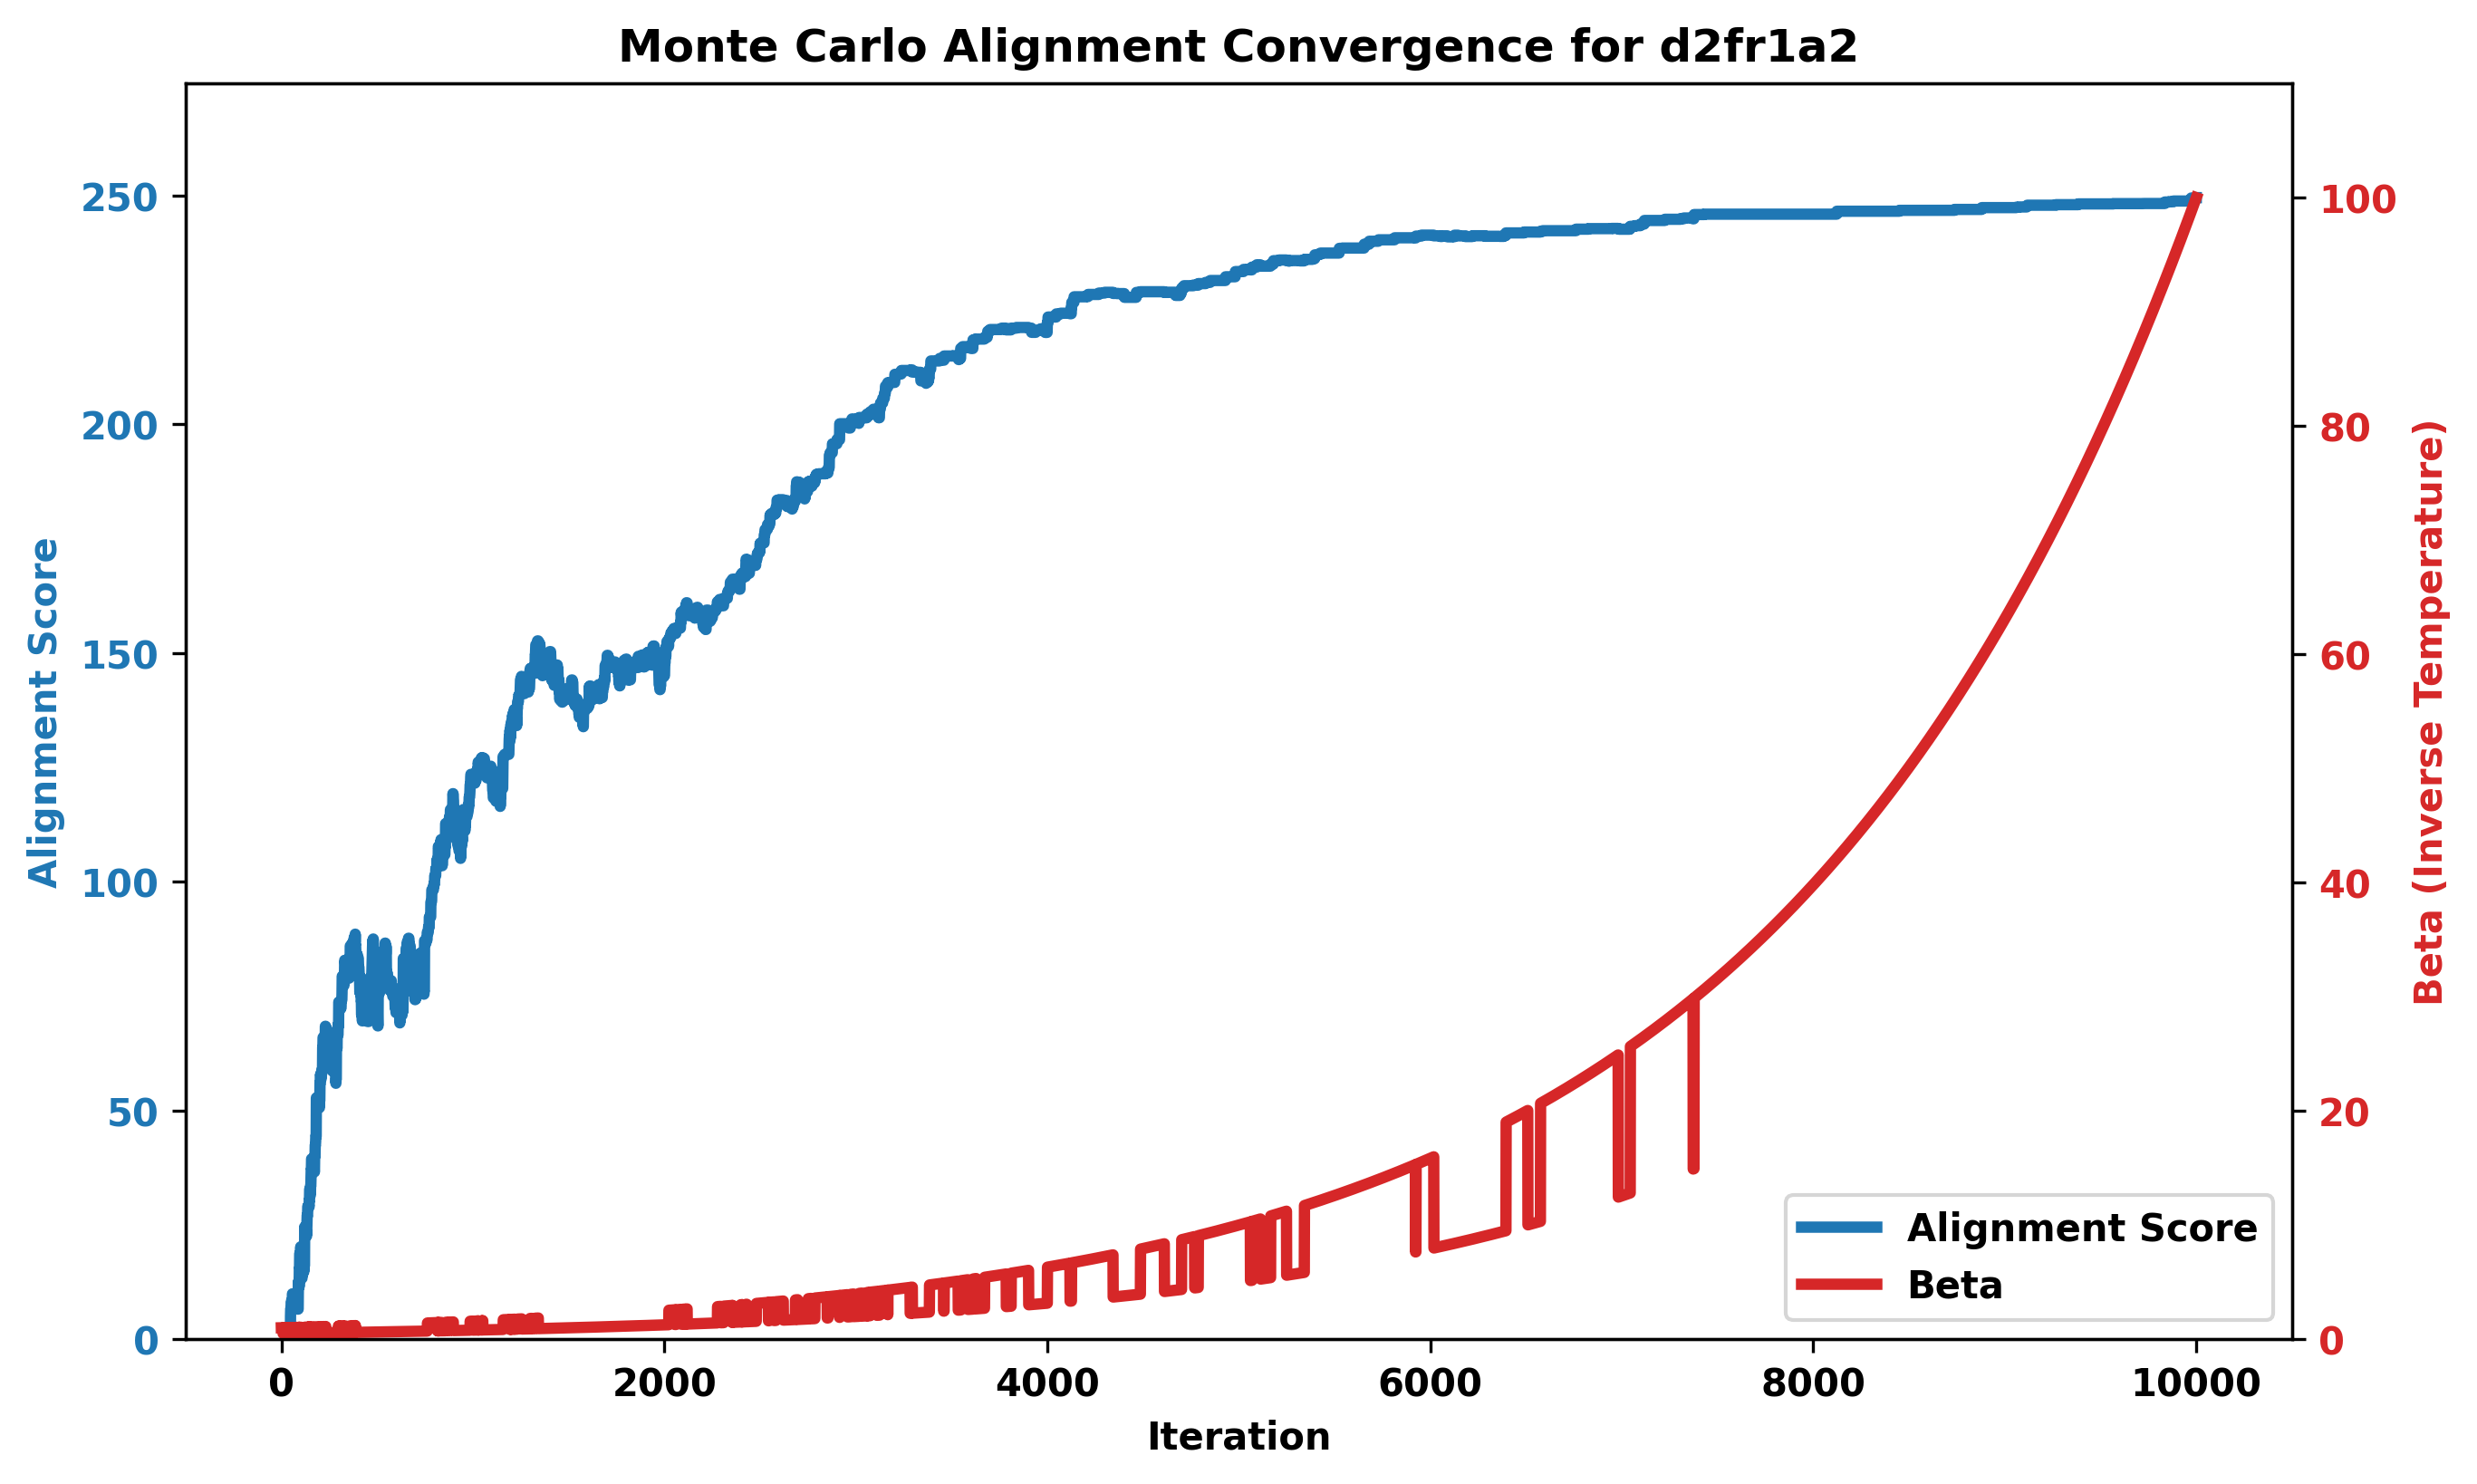 Monte Carlo Alignment Convergence for d2fr1a2
Alignment Score
250
200
150
100
50
0
100
80
60
40
20
0
Beta (Inverse Temperature)
Alignment Score
Beta
0 2000 4000 6000 8000 10000
Iteration